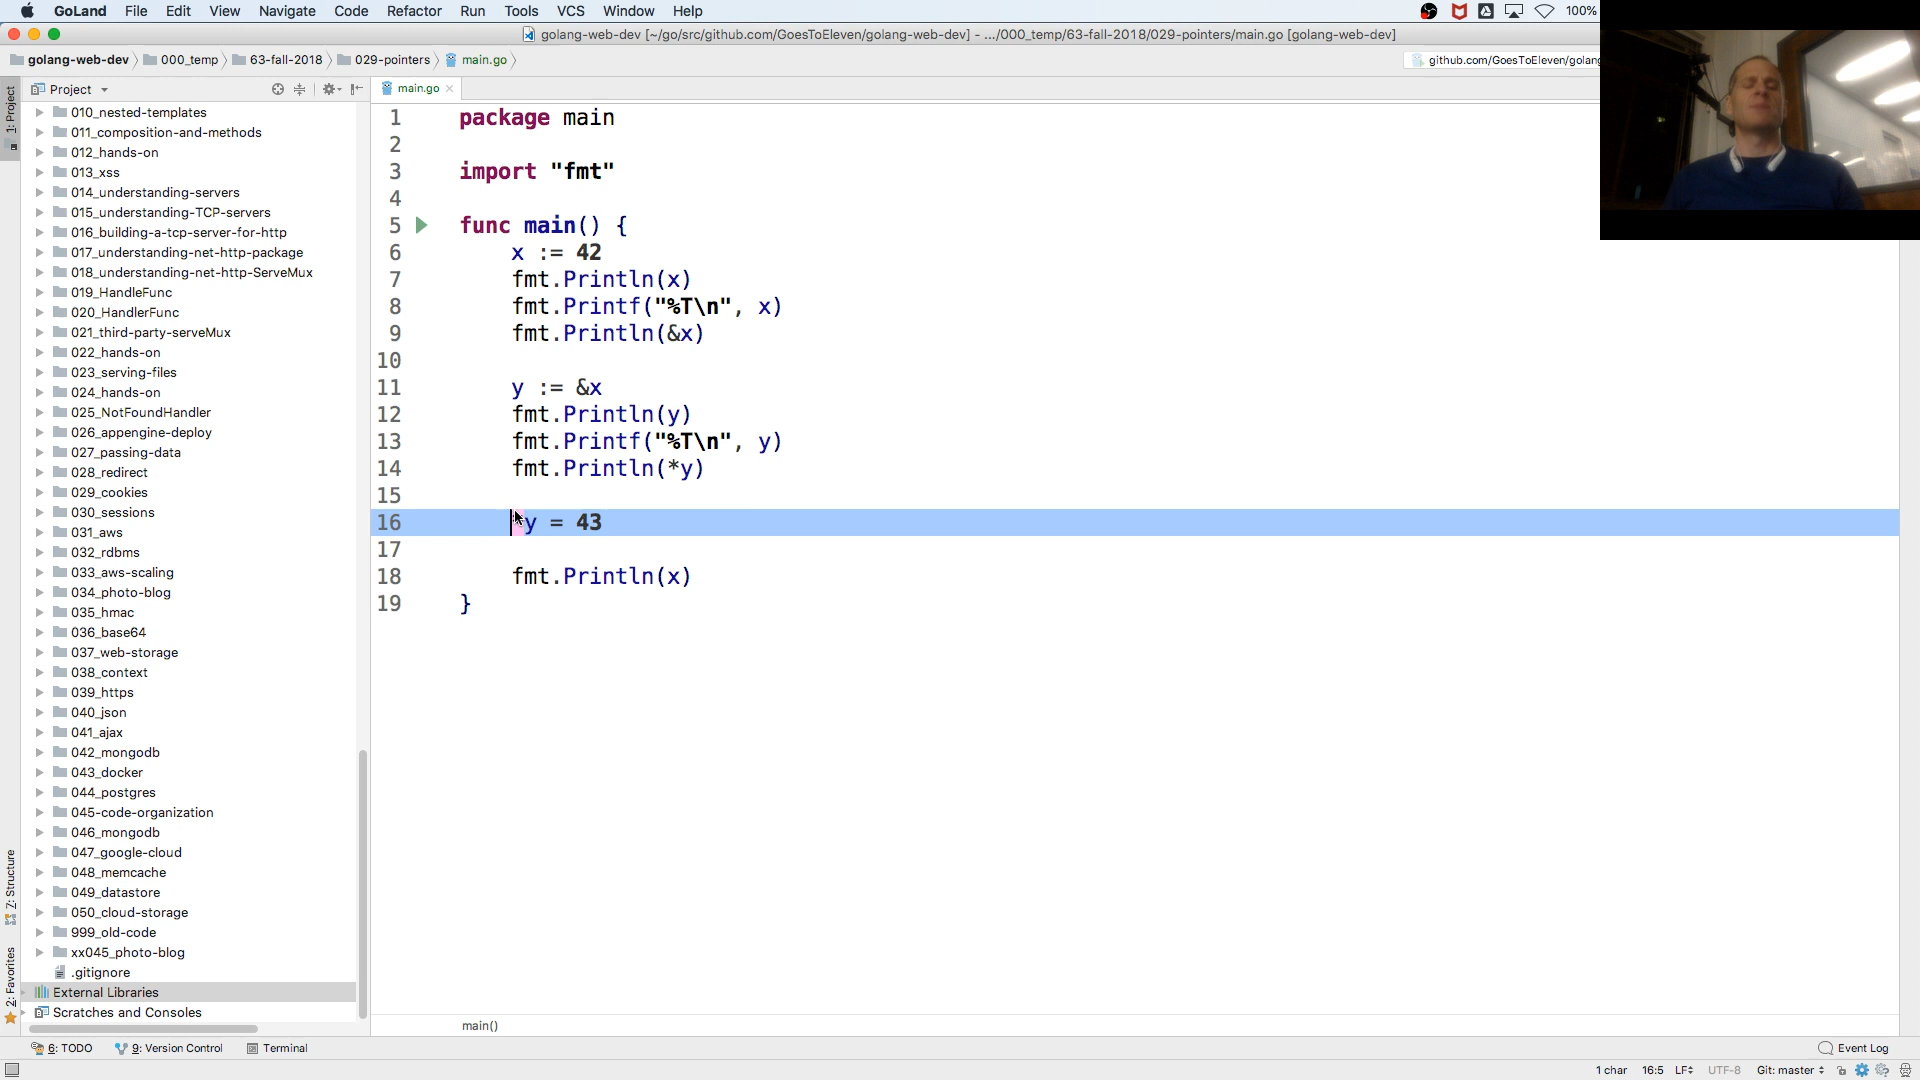 GoLand File Edit View Navigate Code Refactor Run Tools VCS Window Help 100%
golang-web-dev [~/go/src/github.com/GoesToEleven/golang-web-dev] - .../000_temp/63-fall-2018/029-pointers/main.go [golang-web-dev]
golang-web-dev 000_temp 63-fall-2018 029-pointers main.go
Project main.go
1: Project
010_nested-templates
011_composition-and-methods
012_hands-on
013_xss
014_understanding-servers
015_understanding-TCP-servers
016_building-a-tcp-server-for-http
017_understanding-net-http-package
018_understanding-net-http-ServeMux
019_HandleFunc
020_HandlerFunc
021_third-party-serveMux
022_hands-on
023_serving-files
024_hands-on
025_NotFoundHandler
026_appengine-deploy
027_passing-data
028_redirect
029_cookies
030_sessions
031_aws
032_rdbms
033_aws-scaling
034_photo-blog
035_hmac
036_base64
037_web-storage
038_context
039_https
040_json
041_ajax
042_mongodb
043_docker
044_postgres
045-code-organization
046_mongodb
047_google-cloud
048_memcache
049_datastore
050_cloud-storage
999_old-code
xx045_photo-blog
.gitignore
External Libraries
Scratches and Consoles
Z: Structure
2: Favorites
1 package main
2
3 import "fmt"
4
5 func main() {
6 x := 42
7 fmt.Println(x)
8 fmt.Printf("%T\n", x)
9 fmt.Println(&x)
10
11 y := &x
12 fmt.Println(y)
13 fmt.Printf("%T\n", y)
14 fmt.Println(*y)
15
16 y = 43
17
18 fmt.Println(x)
19 }
main()
6: TODO 9: Version Control Terminal Event Log
1 char 16:5 LF UTF-8 Git: master